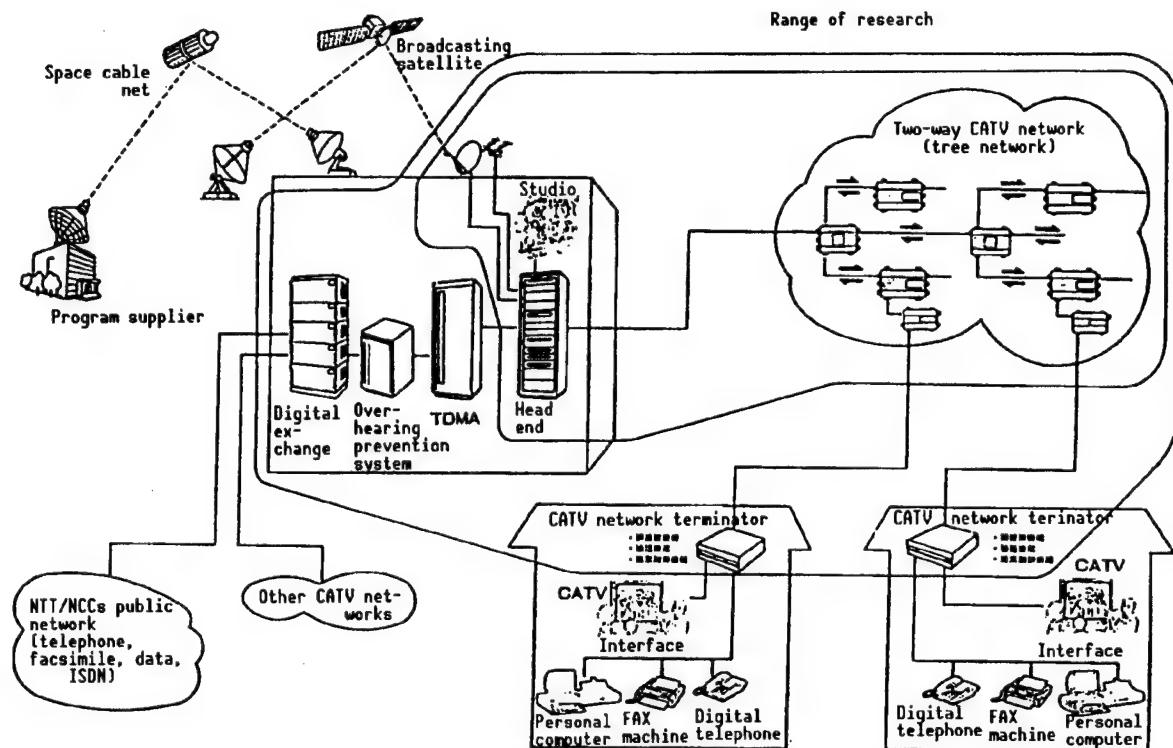 Range of research
Space cable
net
Broadcasting
satellite
Two-way CATV network
(tree network)
Studio
Program supplier
Digital
ex-
change
Over-
hearing
prevention
system
TDMA
Head
end
NTT/NCCs public
network
(telephone,
facsimile, data,
ISDN)
Other CATV net-
works
CATV network terminator
CATV
Interface
Personal
computer
FAX
machine
Digital
telephone
CATV network terinator
CATV
Interface
Digital
telephone
FAX
machine
Personal
computer